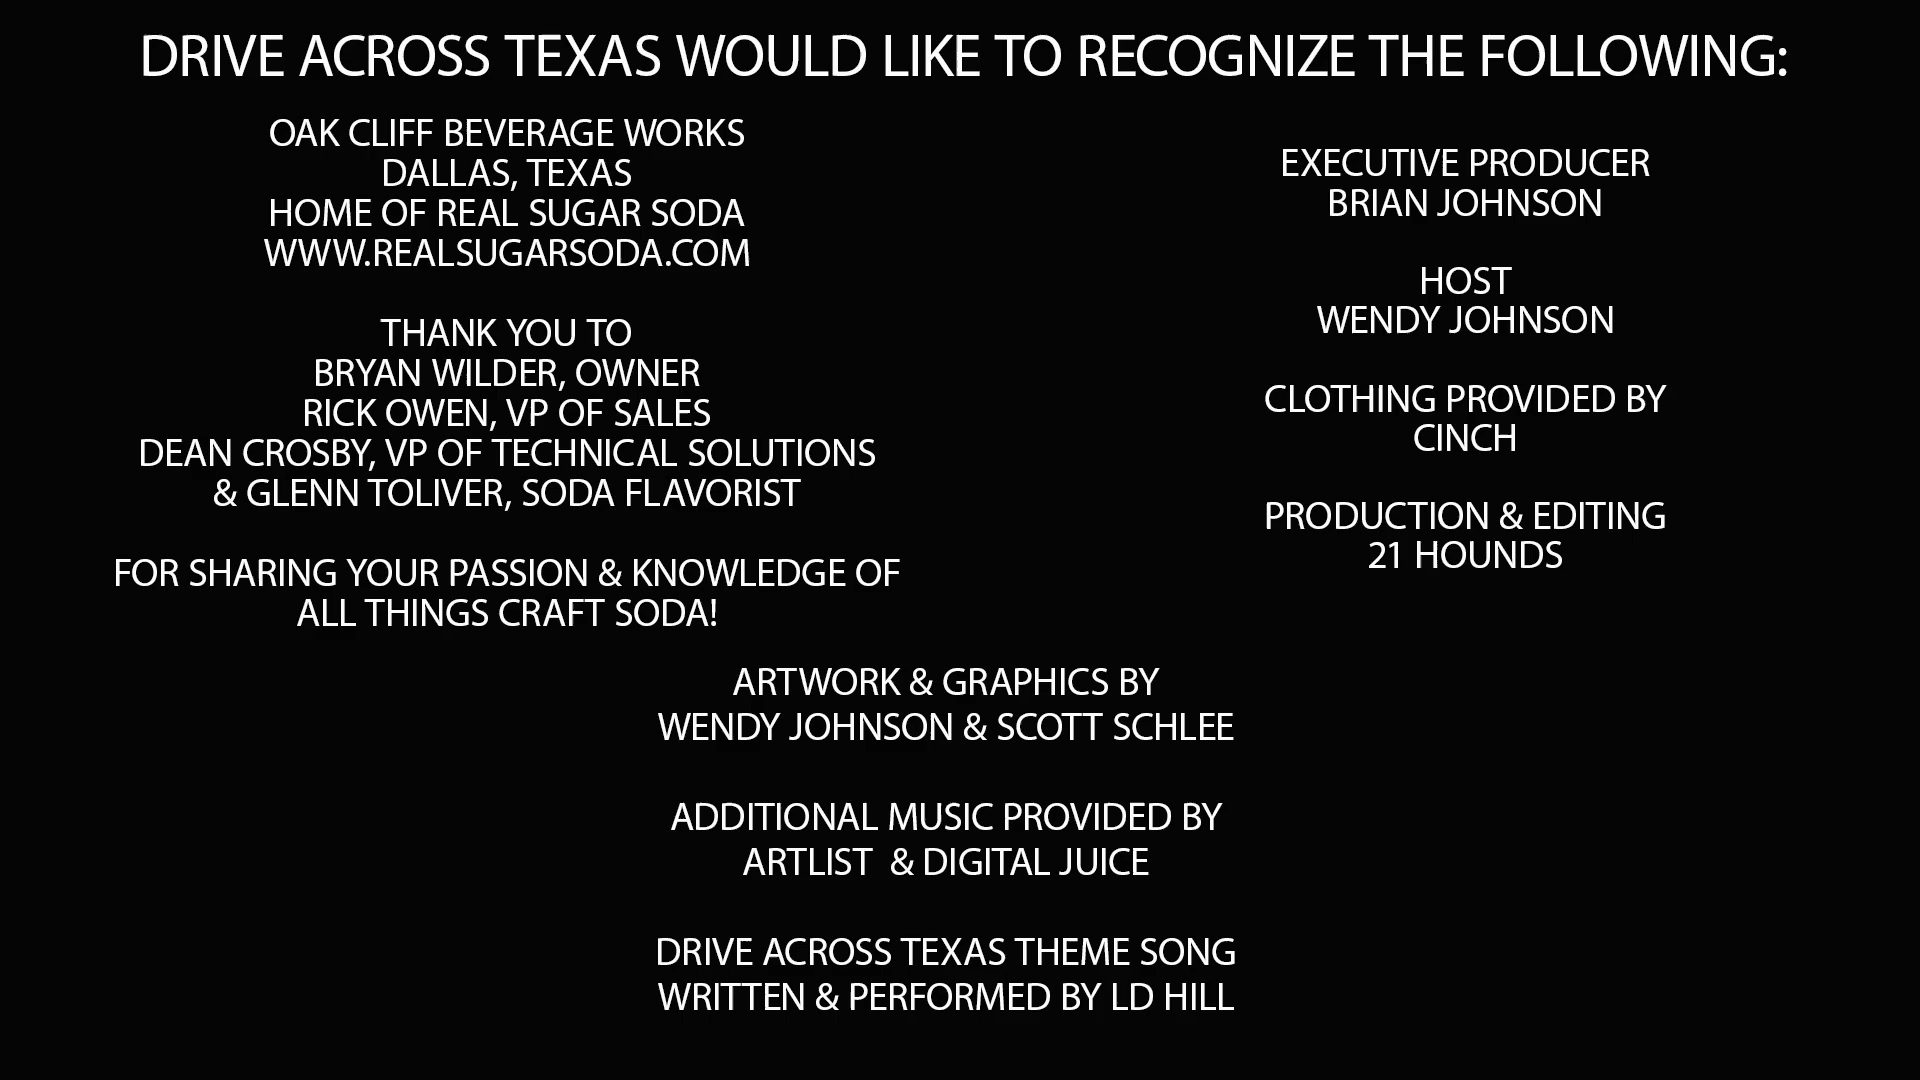 DRIVE ACROSS TEXAS WOULD LIKE TO RECOGNIZE THE FOLLOWING:
OAK CLIFF BEVERAGE WORKS
DALLAS, TEXAS
HOME OF REAL SUGAR SODA
WWW.REALSUGARSODA.COM
THANK YOU TO
BRYAN WILDER, OWNER
RICK OWEN, VP OF SALES
DEAN CROSBY, VP OF TECHNICAL SOLUTIONS
& GLENN TOLIVER, SODA FLAVORIST
FOR SHARING YOUR PASSION & KNOWLEDGE OF
ALL THINGS CRAFT SODA!
EXECUTIVE PRODUCER
BRIAN JOHNSON
HOST
WENDY JOHNSON
CLOTHING PROVIDED BY
CINCH
PRODUCTION & EDITING
21 HOUNDS
ARTWORK & GRAPHICS BY
WENDY JOHNSON & SCOTT SCHLEE
ADDITIONAL MUSIC PROVIDED BY
ARTLIST  & DIGITAL JUICE
DRIVE ACROSS TEXAS THEME SONG
WRITTEN & PERFORMED BY LD HILL